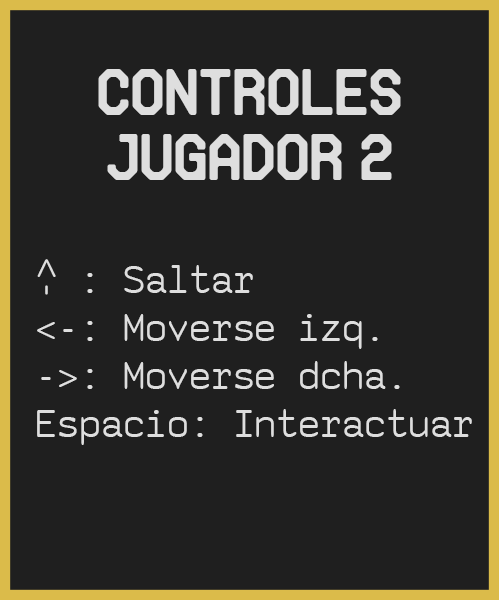 CONTROLES
JUGADOR 2
^ : Saltar
<-: Moverse izq.
->: Moverse dcha.
Espacio: Interactuar